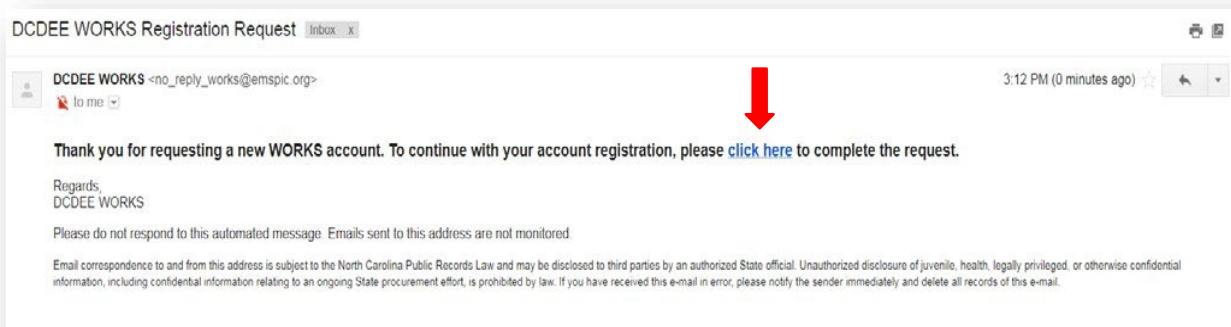 DCDEE WORKS Registration Request Inbox x
DCDEE WORKS <no_reply_works@emspic.org>
3:12 PM (0 minutes ago)
to me
Thank you for requesting a new WORKS account. To continue with your account registration, please click here to complete the request.
Regards,
DCDEE WORKS
Please do not respond to this automated message. Emails sent to this address are not monitored.
Email correspondence to and from this address is subject to the North Carolina Public Records Law and may be disclosed to third parties by an authorized State official. Unauthorized disclosure of juvenile, health, legally privileged, or otherwise confidential
information, including confidential information relating to an ongoing State procurement effort, is prohibited by law. If you have received this e-mail in error, please notify the sender immediately and delete all records of this e-mail.